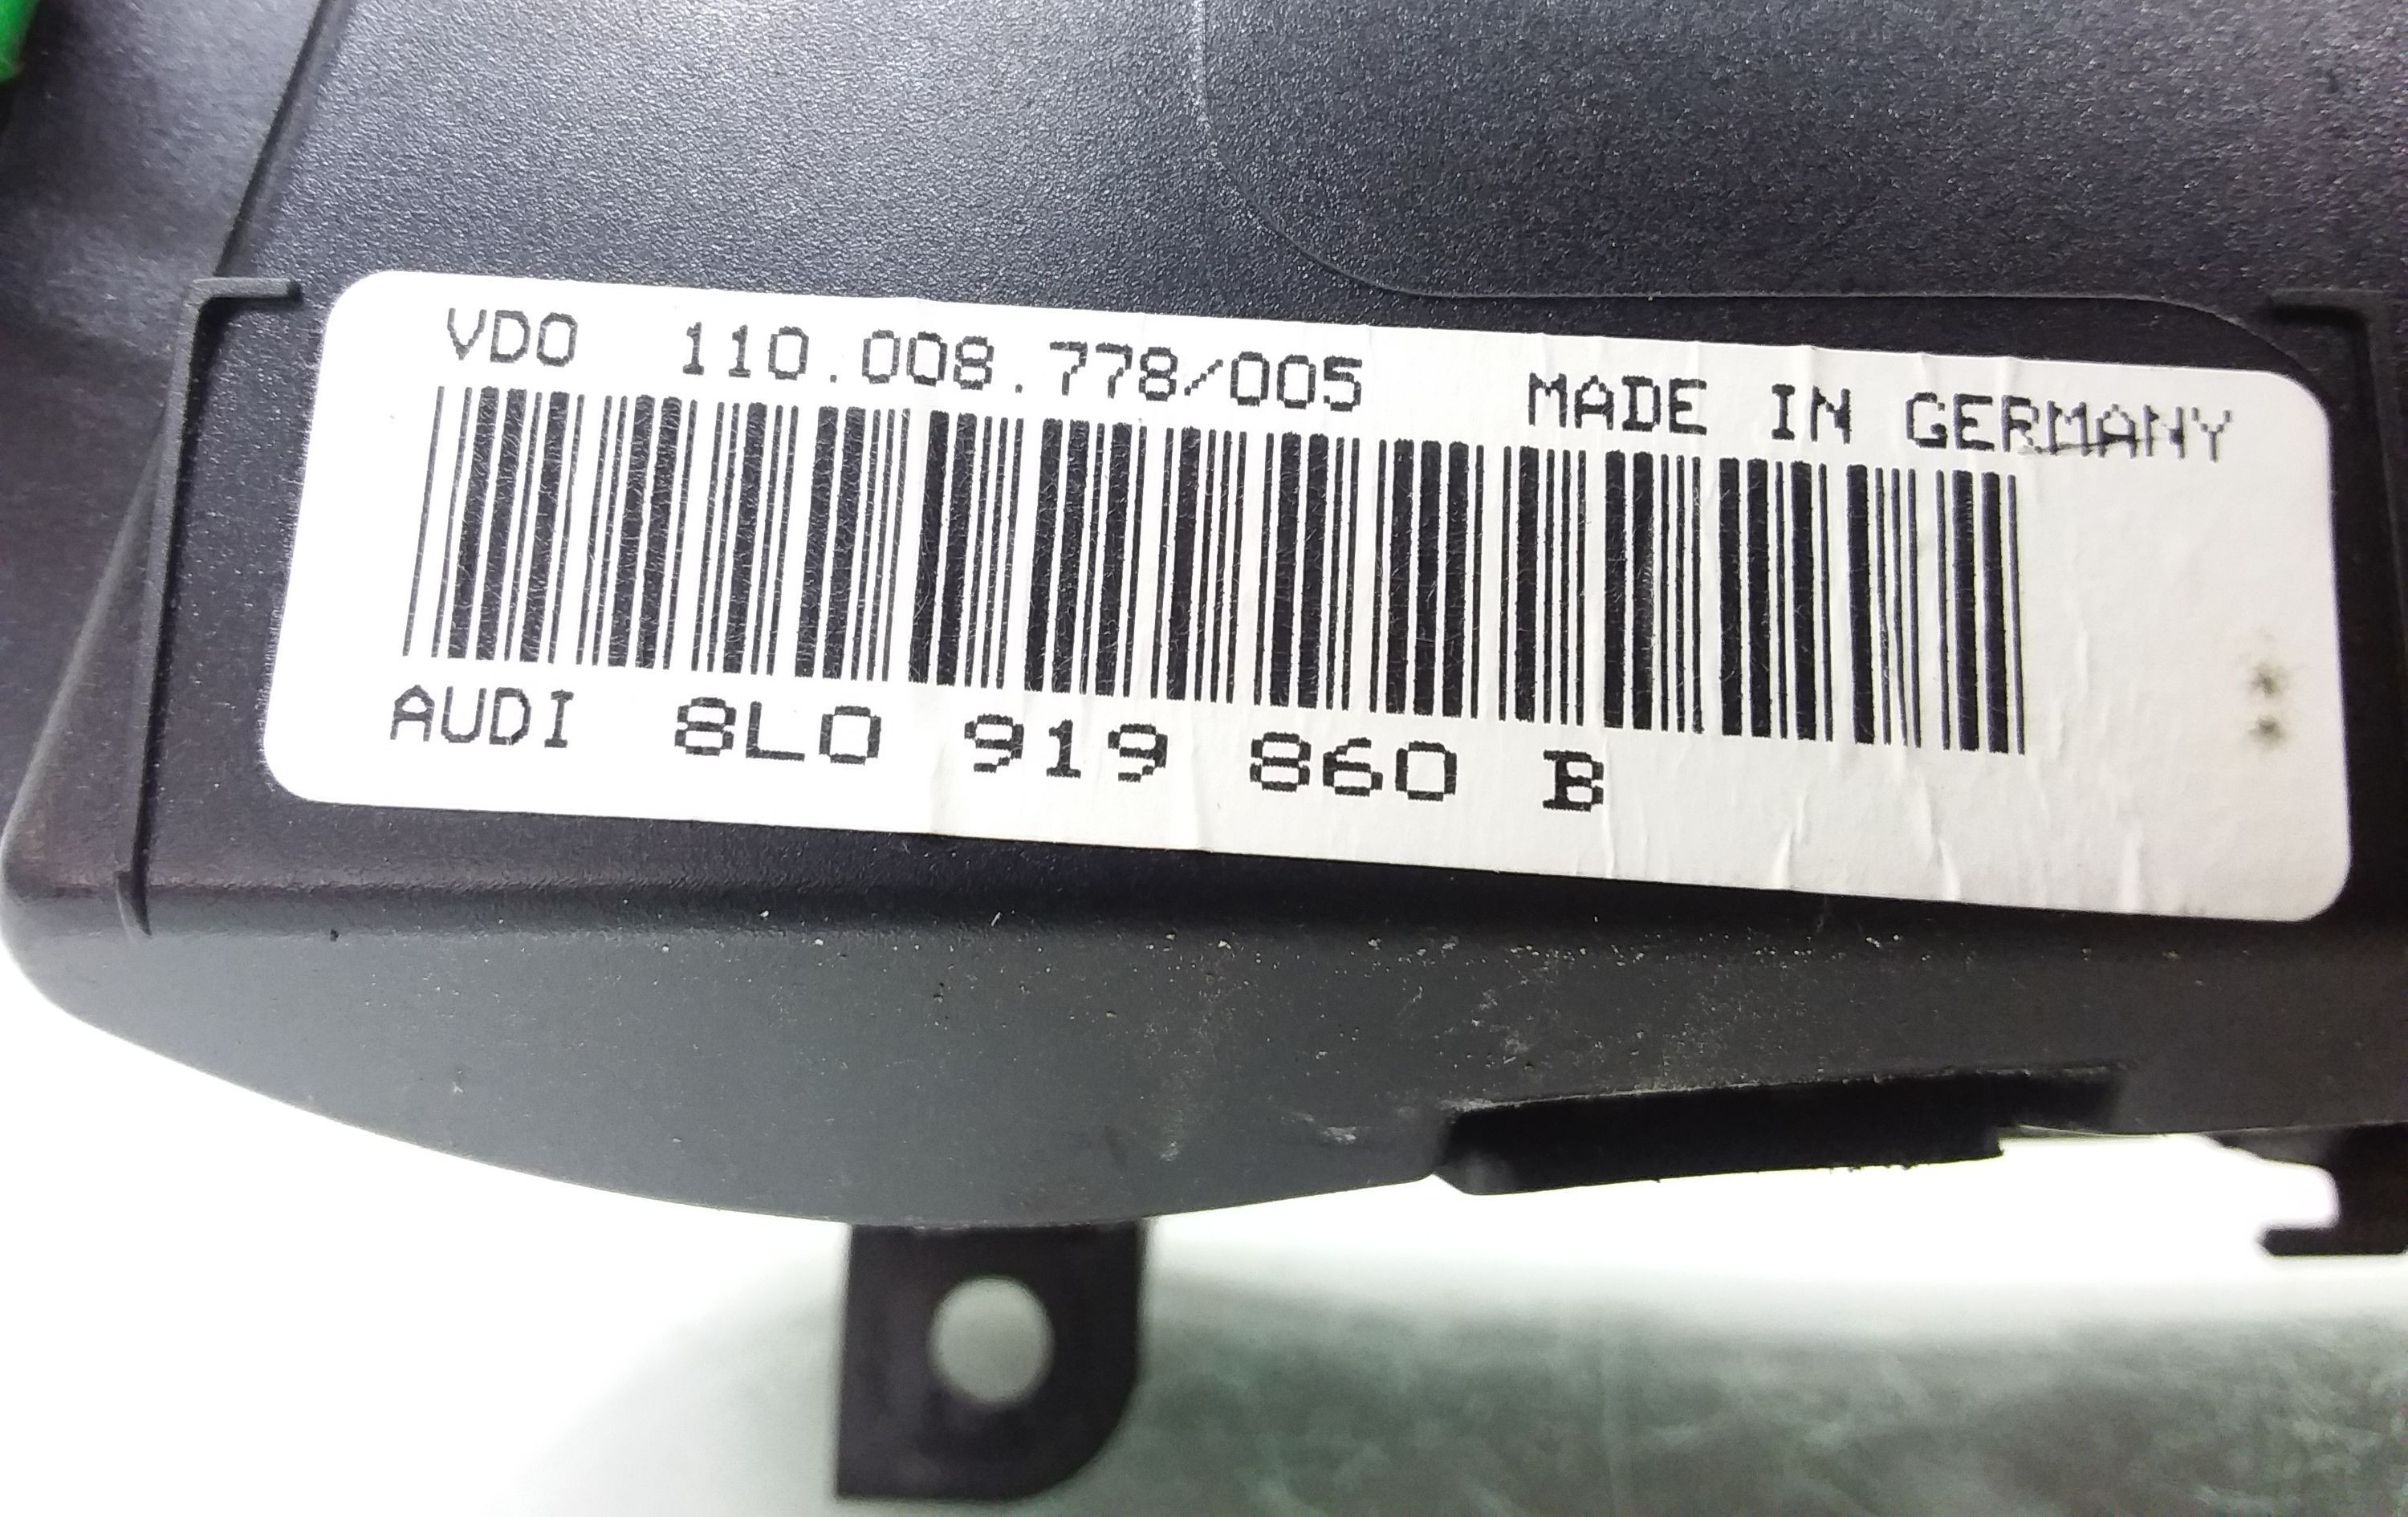 VDO 110.008.778/005 MADE IN GERMANY
AUDI 8L0 919 860 B